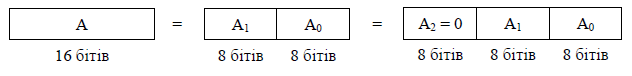 A = A₁ A₀ = A₂ = 0 A₁ A₀
16 бітів 8 бітів 8 бітів 8 бітів 8 бітів 8 бітів